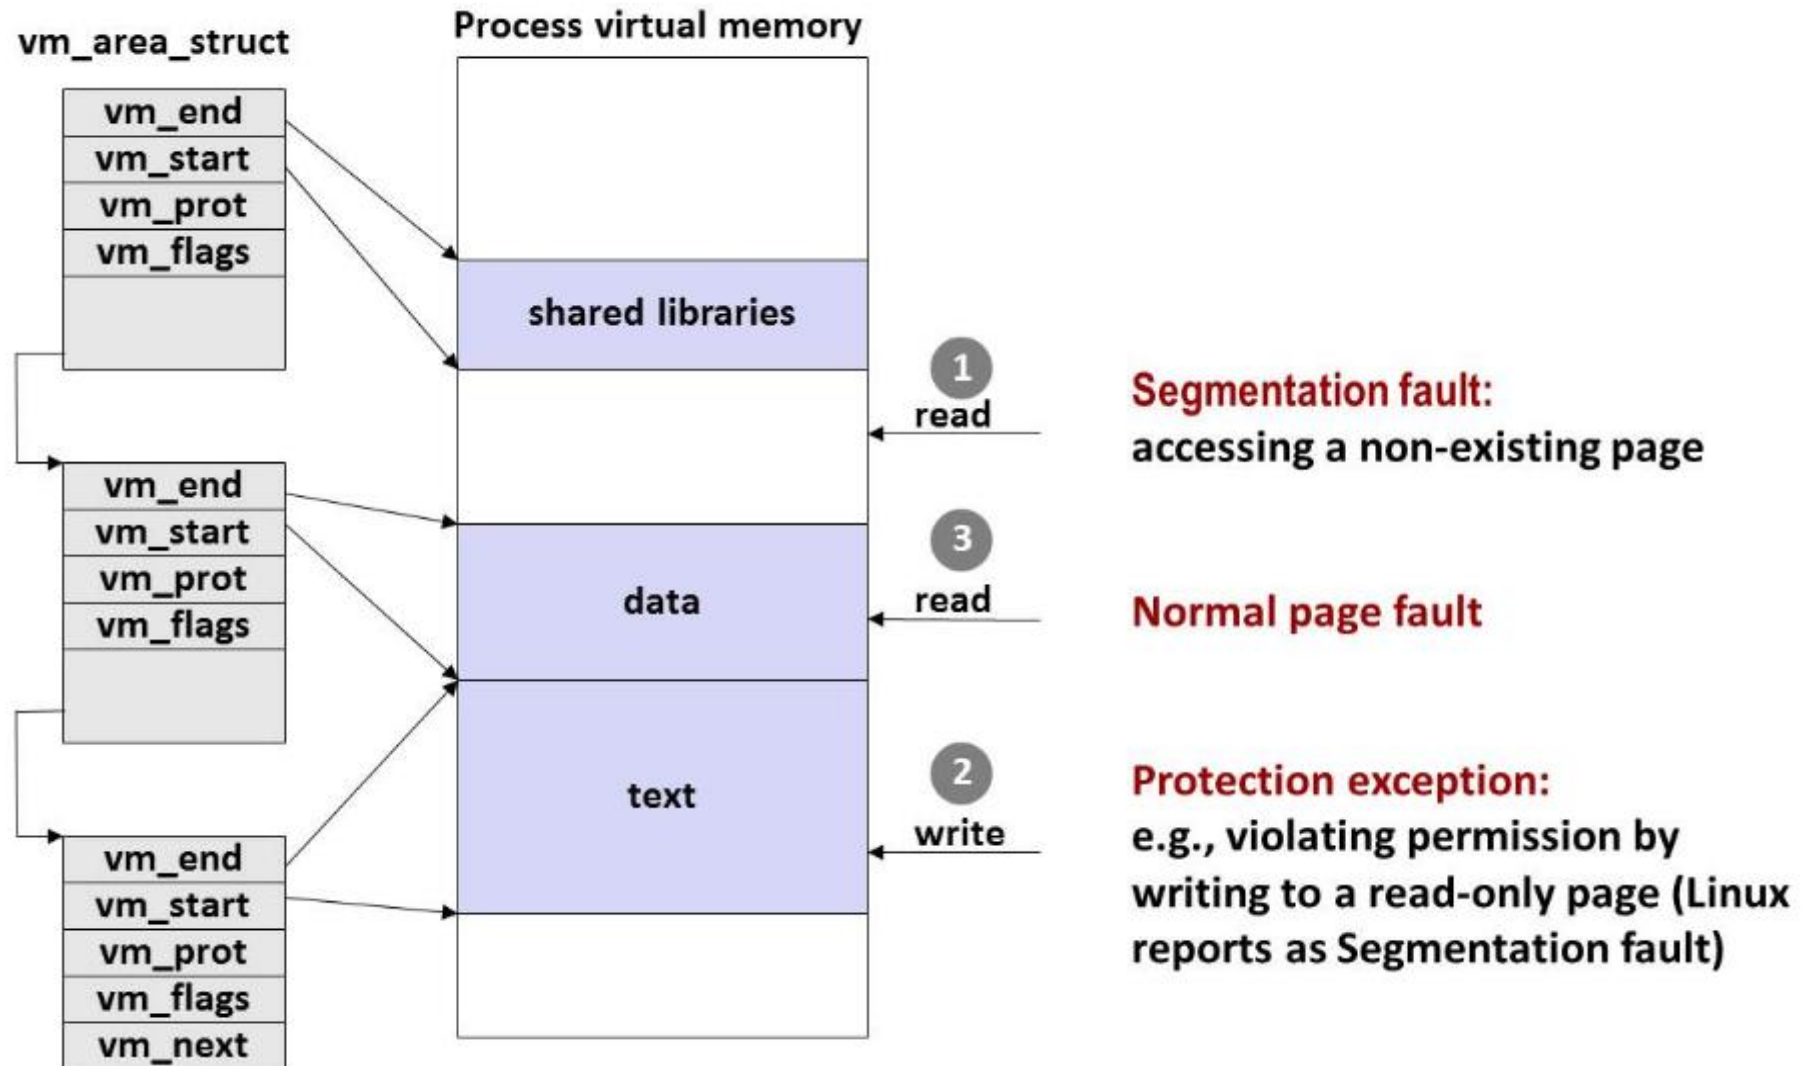 vm_area_struct
Process virtual memory
vm_end
vm_start
vm_prot
vm_flags
shared libraries
1
read
Segmentation fault:
accessing a non-existing page
vm_end
vm_start
vm_prot
vm_flags
data
3
read
Normal page fault
text
2
write
Protection exception:
e.g., violating permission by
writing to a read-only page (Linux
reports as Segmentation fault)
vm_end
vm_start
vm_prot
vm_flags
vm_next